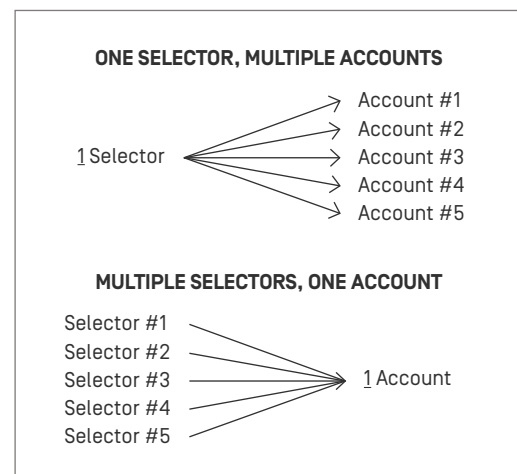 ONE SELECTOR, MULTIPLE ACCOUNTS
1 Selector
Account #1
Account #2
Account #3
Account #4
Account #5
MULTIPLE SELECTORS, ONE ACCOUNT
Selector #1
Selector #2
Selector #3
Selector #4
Selector #5
1 Account